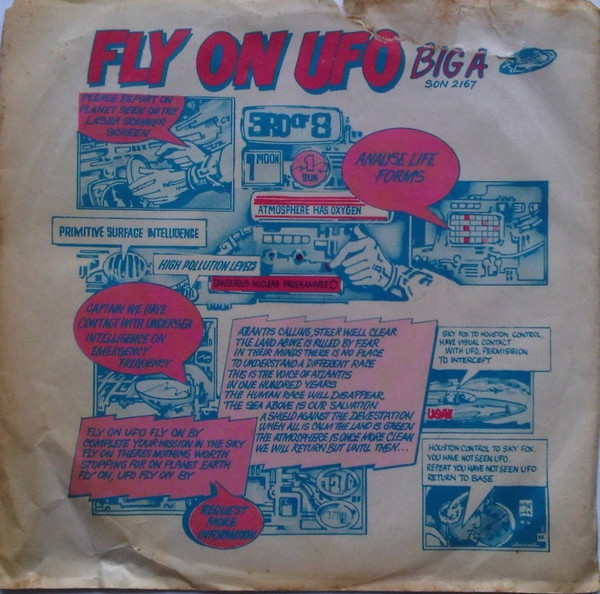 FLY ON UFO
BIG A
SON 2167
PLEASE REPORT ON
PLANET SEEN ON THE
LASER SCANNER
SCREEN
3RD OF 8
1
MOON
1
SUN
ANALISE LIFE
FORMS
ATMOSPHERE HAS OXYGEN
PRIMITIVE SURFACE INTELLIGENCE
HIGH POLLUTION LEVELS
DANGEROUS NUCLEAR PROGRAMMES
CAPTAIN WE HAVE
CONTACT WITH UNDERSEA
INTELLIGENCE ON
EMERGENCY
FREQUENCY
ATLANTIS CALLING, STEER WELL CLEAR
THE LAND ABOVE IS RULED BY FEAR
IN THEIR MINDS THERE IS NO PLACE
TO UNDERSTAND A DIFFERENT RACE
THIS IS THE VOICE OF ATLANTIS
IN ONE HUNDRED YEARS
THE HUMAN RACE WILL DISAPPEAR
THE SEA ABOVE IS OUR SALVATION
A SHIELD AGAINST THE DEVESTATION
WHEN ALL IS CALM THE LAND IS GREEN
THE ATMOSPHERE IS ONCE MORE CLEAN
WE WILL RETURN BUT UNTIL THEN...
SKY FOX TO HOUSTON CONTROL,
HAVE VISUAL CONTACT
WITH UFO, PERMISSION
TO INTERCEPT
USAF
FLY ON UFO FLY ON BY
COMPLETE YOUR MISSION IN THE SKY
FLY ON THERES NOTHING WORTH
STOPPING FOR ON PLANET EARTH
FLY ON, UFO FLY ON BY
HOUSTON CONTROL TO SKY FOX.
YOU HAVE NOT SEEN UFO,
REPEAT YOU HAVE NOT SEEN UFO
RETURN TO BASE
REQUEST
MORE
INFORMATION